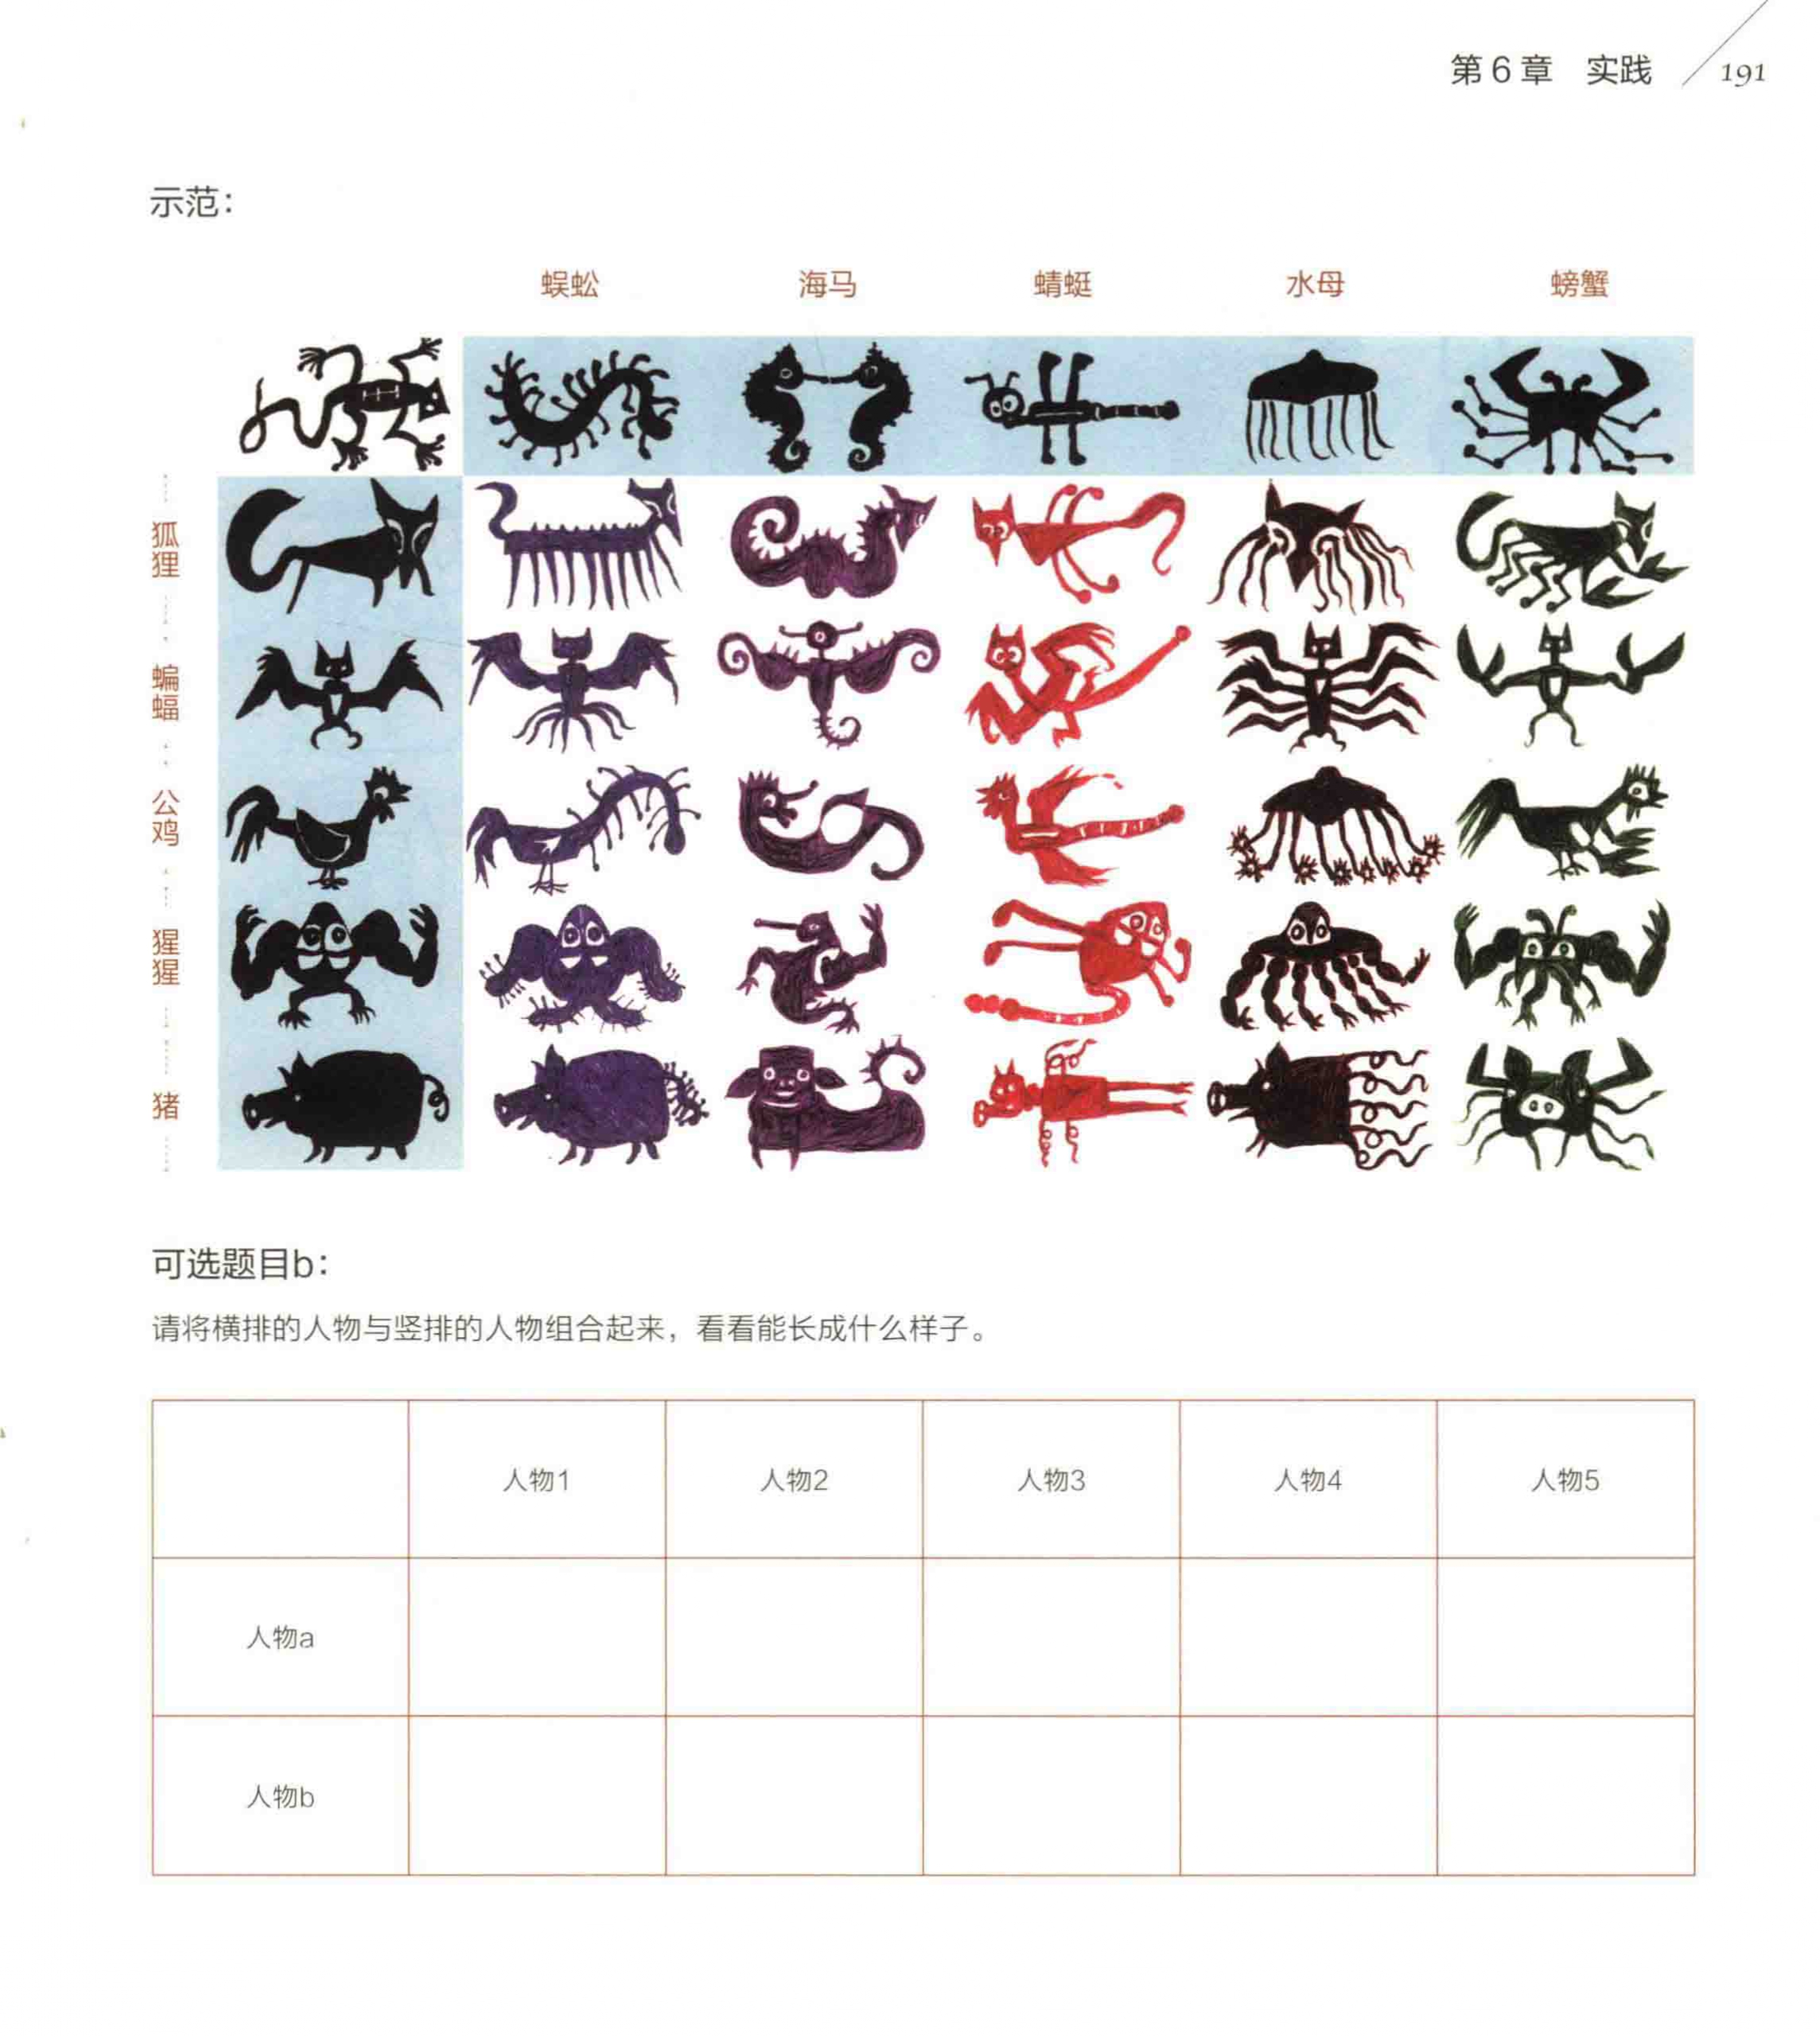 第6章 实践 191
示范：
蜈蚣 海马 蜻蜓 水母 螃蟹
狐狸
蝙蝠
公鸡
猩猩
猪
可选题目b：
请将横排的人物与竖排的人物组合起来，看看能长成什么样子。
人物1 人物2 人物3 人物4 人物5
人物a
人物b